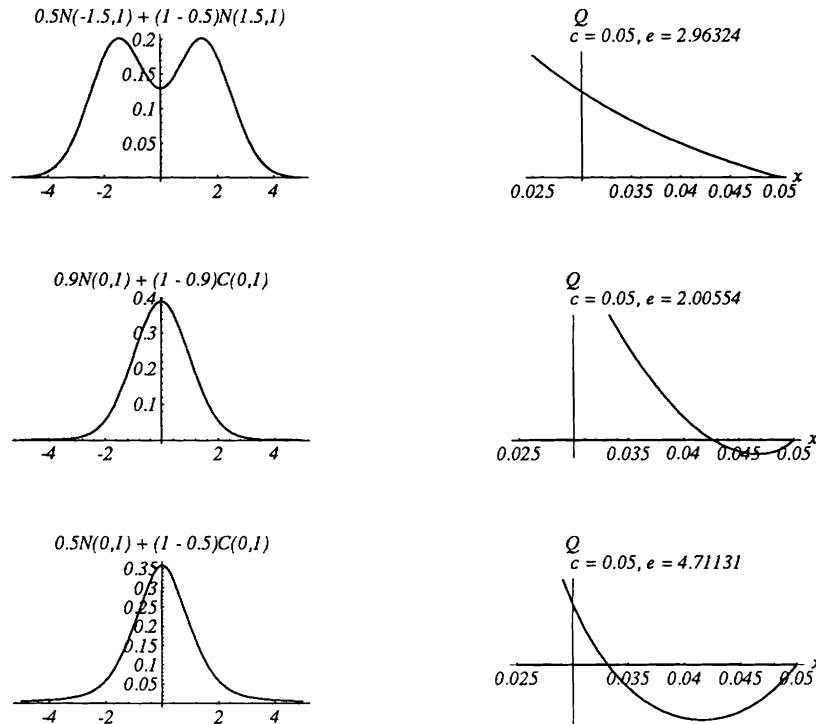 0.5N(-1.5,1) + (1 - 0.5)N(1.5,1)
0.2
0.15
0.1
0.05
-4 -2 2 4
Q
c = 0.05, e = 2.96324
x
0.025 0.035 0.04 0.045 0.05
0.9N(0,1) + (1 - 0.9)C(0,1)
0.4
0.3
0.2
0.1
-4 -2 2 4
Q
c = 0.05, e = 2.00554
x
0.025 0.035 0.04 0.045 0.05
0.5N(0,1) + (1 - 0.5)C(0,1)
0.35
0.3
0.25
0.2
0.15
0.1
0.05
-4 -2 2 4
Q
c = 0.05, e = 4.71131
x
0.025 0.035 0.04 0.045 0.05